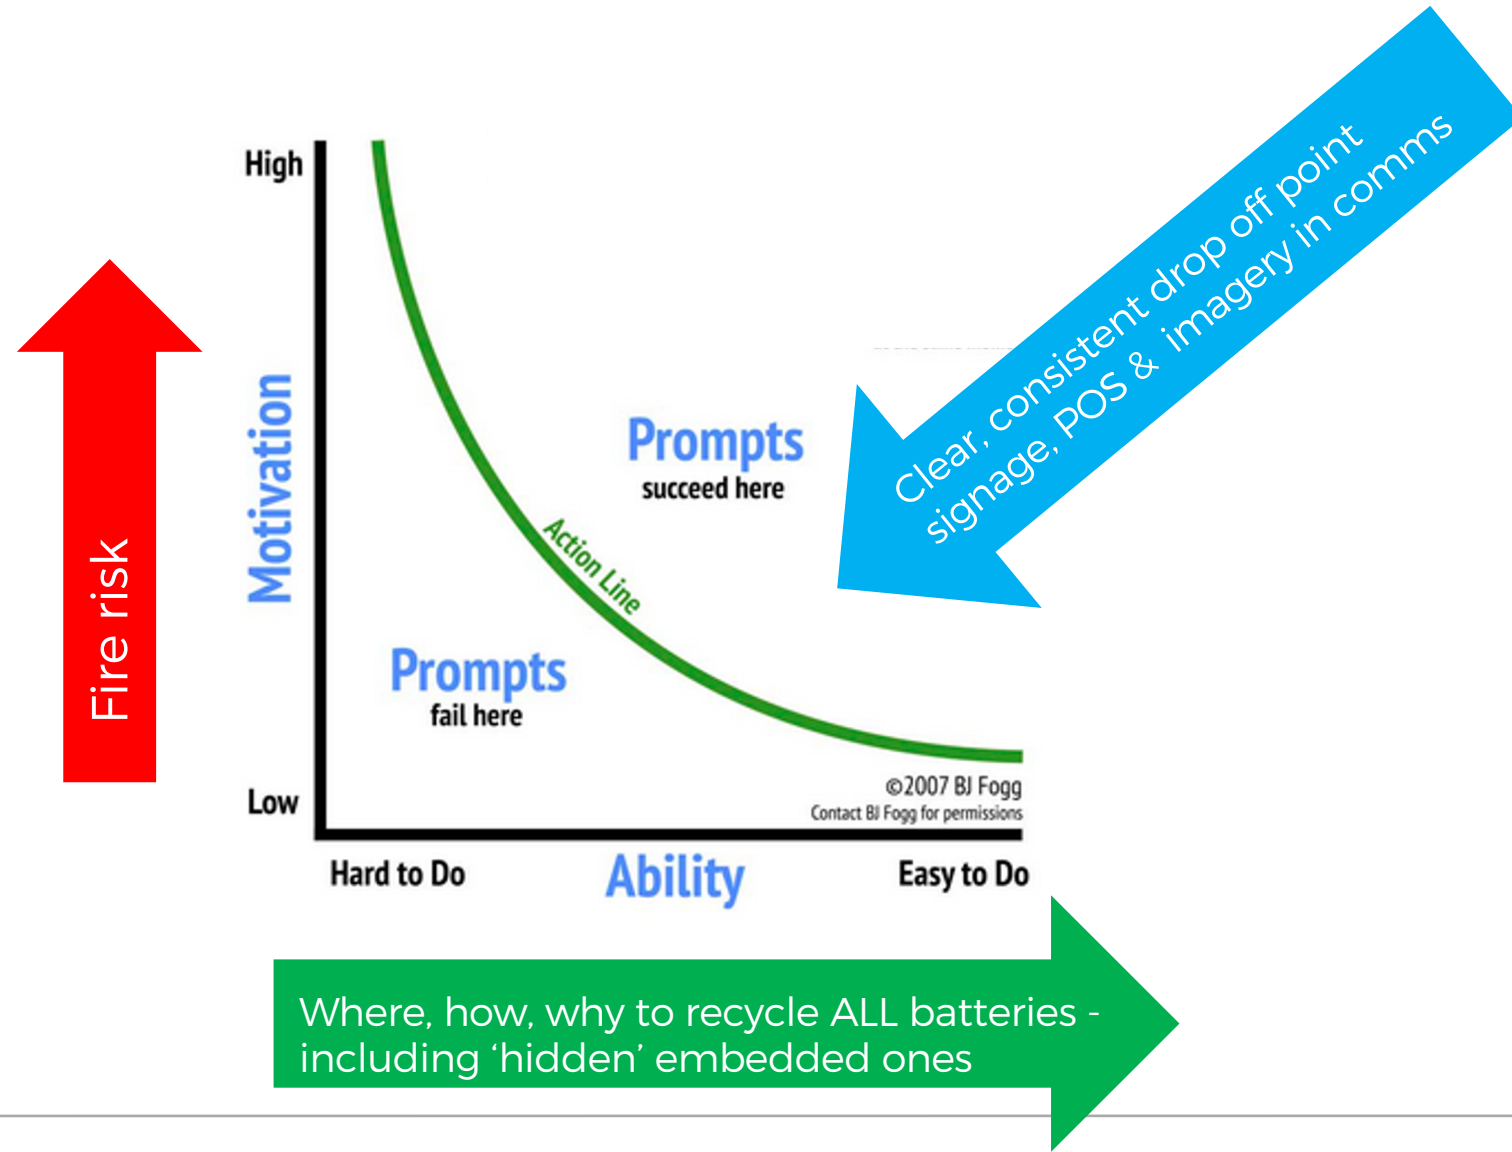 Clear, consistent drop off point
signage, POS & imagery in comms
High
Motivation
Fire risk
Prompts
succeed here
Action Line
Prompts
fail here
©2007 BJ Fogg
Contact BJ Fogg for permissions
Low
Hard to Do
Ability
Easy to Do
Where, how, why to recycle ALL batteries -
including ‘hidden’ embedded ones